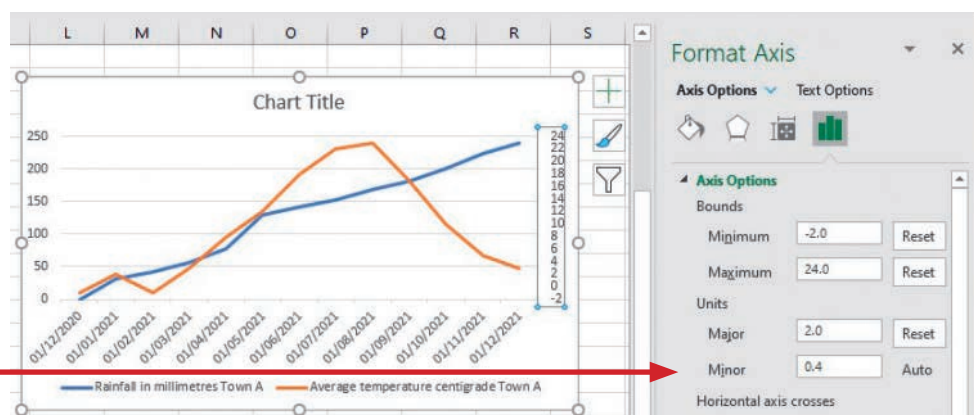 L M N O P Q R S
Chart Title
250
200
150
100
50
0
24
22
20
18
16
14
12
10
8
6
4
2
0
-2
01/12/2020 01/01/2021 01/02/2021 01/03/2021 01/04/2021 01/05/2021 01/06/2021 01/07/2021 01/08/2021 01/09/2021 01/10/2021 01/11/2021 01/12/2021
Rainfall in millimetres Town A Average temperature centigrade Town A
Format Axis
Axis Options Text Options
Axis Options
Bounds
Minimum -2.0 Reset
Maximum 24.0 Reset
Units
Major 2.0 Reset
Minor 0.4 Auto
Horizontal axis crosses